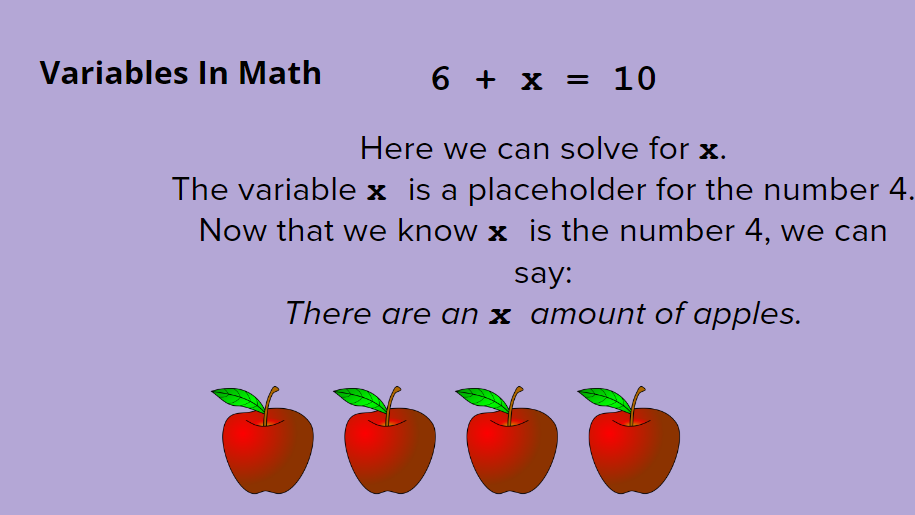 Variables In Math
6 + x = 10
Here we can solve for x.
The variable x is a placeholder for the number 4.
Now that we know x is the number 4, we can
say:
There are an x amount of apples.